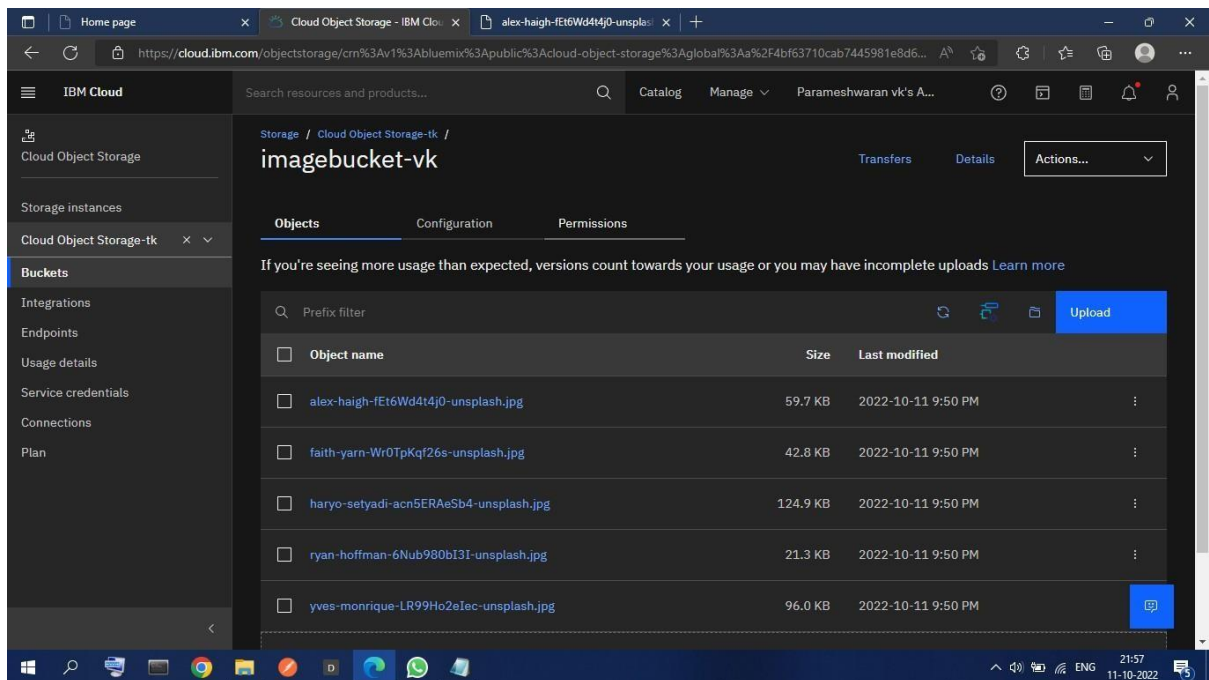 Home page
Cloud Object Storage - IBM Clou
alex-haigh-fEt6Wd4t4j0-unsplas
https://cloud.ibm.com/objectstorage/crn%3Av1%3Abluemix%3Apublic%3Acloud-object-storage%3Aglobal%3Aa%2F4bf63710cab7445981e8d6...
IBM Cloud
Search resources and products...
Catalog
Manage
Parameshwaran vk's A...
Cloud Object Storage
Storage instances
Cloud Object Storage-tk
Buckets
Integrations
Endpoints
Usage details
Service credentials
Connections
Plan
Storage / Cloud Object Storage-tk /
imagebucket-vk
Transfers
Details
Actions...
Objects
Configuration
Permissions
If you're seeing more usage than expected, versions count towards your usage or you may have incomplete uploads Learn more
Prefix filter
Upload
Object name Size Last modified
alex-haigh-fEt6Wd4t4j0-unsplash.jpg 59.7 KB 2022-10-11 9:50 PM
faith-yarn-Wr0TpKqf26s-unsplash.jpg 42.8 KB 2022-10-11 9:50 PM
haryo-setyadi-acn5ERAeSb4-unsplash.jpg 124.9 KB 2022-10-11 9:50 PM
ryan-hoffman-6Nub980bI3I-unsplash.jpg 21.3 KB 2022-10-11 9:50 PM
yves-monrique-LR99Ho2eIec-unsplash.jpg 96.0 KB 2022-10-11 9:50 PM
D
ENG
21:57
11-10-2022
5